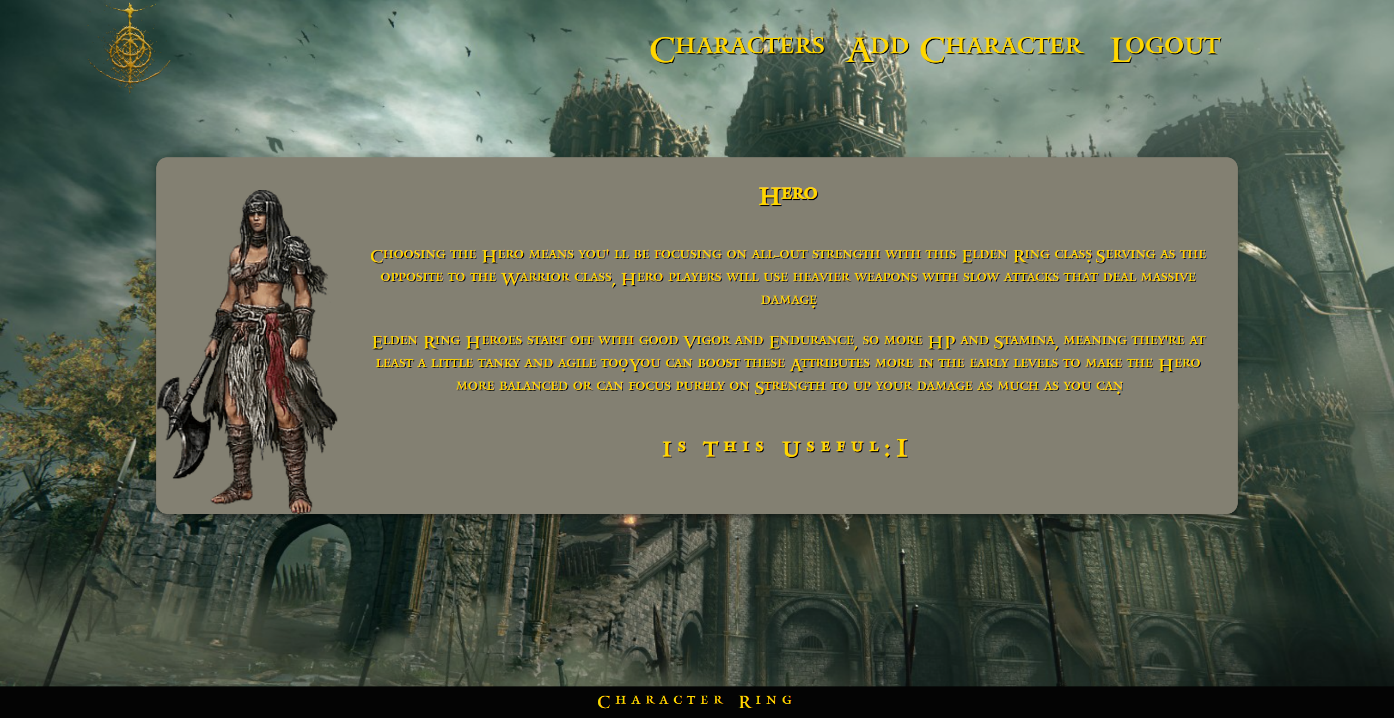 Characters Add Character Logout
Hero
Choosing the Hero means you' ll be focusing on all-out strength with this Elden Ring class. Serving as the
opposite to the Warrior class, Hero players will use heavier weapons with slow attacks that deal massive
damage.
Elden Ring Heroes start off with good Vigor and Endurance, so more HP and Stamina, meaning they're at
least a little tanky and agile too. You can boost these Attributes more in the early levels to make the Hero
more balanced or can focus purely on Strength to up your damage as much as you can.
Is This Useful: 1
Character Ring